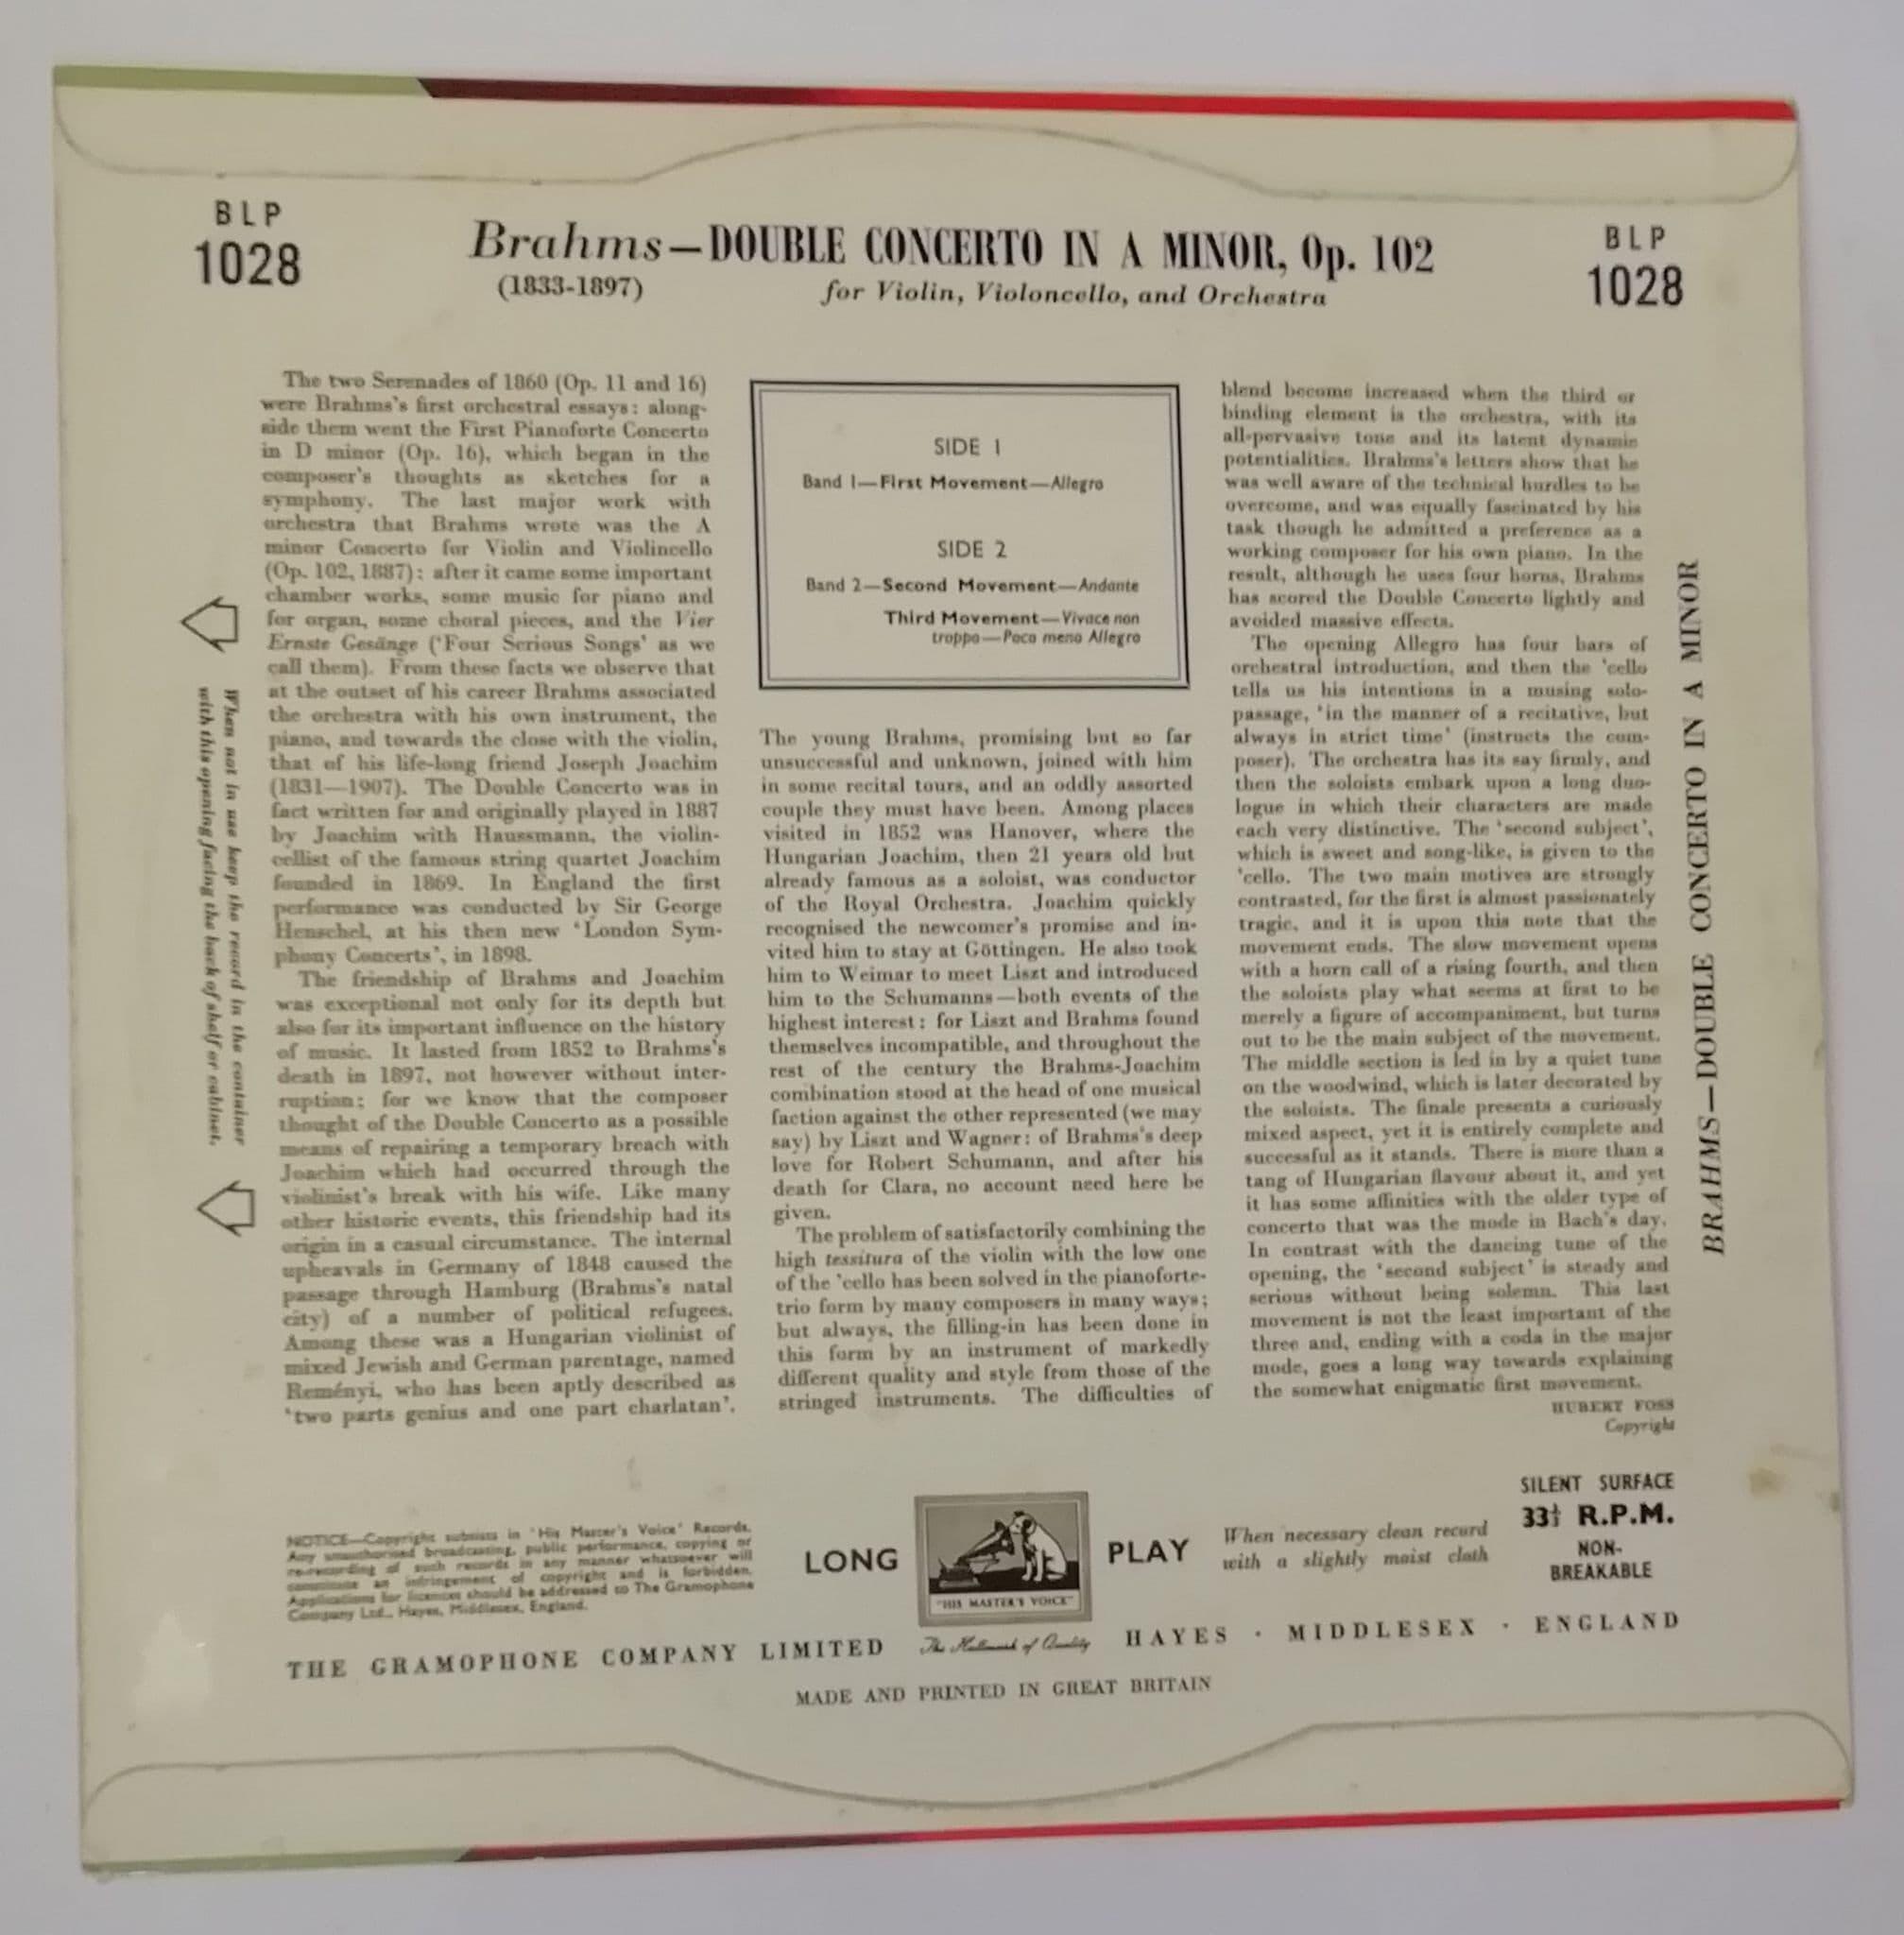 BLP
1028
Brahms—DOUBLE CONCERTO IN A MINOR, Op. 102
(1833-1897)
for Violin, Violoncello, and Orchestra
BLP
1028
The two Serenades of 1860 (Op. 11 and 16)
were Brahms's first orchestral essays: along-
side them went the First Pianoforte Concerto
in D minor (Op. 16), which began in the
composer's thoughts as sketches for a
symphony. The last major work with
orchestra that Brahms wrote was the A
minor Concerto for Violin and Violincello
(Op. 102, 1887): after it came some important
chamber works, some music for piano and
for organ, some choral pieces, and the Vier
Ernste Gesänge ('Four Serious Songs' as we
call them). From these facts we observe that
at the outset of his career Brahms associated
the orchestra with his own instrument, the
piano, and towards the close with the violin,
that of his life-long friend Joseph Joachim
(1831—1907). The Double Concerto was in
fact written for and originally played in 1887
by Joachim with Haussmann, the violin-
cellist of the famous string quartet Joachim
founded in 1869. In England the first
performance was conducted by Sir George
Henschel, at his then new 'London Sym-
phony Concerts', in 1898.
The friendship of Brahms and Joachim
was exceptional not only for its depth but
also for its important influence on the history
of music. It lasted from 1852 to Brahms's
death in 1897, not however without inter-
ruption; for we know that the composer
thought of the Double Concerto as a possible
means of repairing a temporary breach with
Joachim which had occurred through the
violinist's break with his wife. Like many
other historic events, this friendship had its
origin in a casual circumstance. The internal
upheavals in Germany of 1848 caused the
passage through Hamburg (Brahms's natal
city) of a number of political refugees.
Among these was a Hungarian violinist of
mixed Jewish and German parentage, named
Reményi, who has been aptly described as
'two parts genius and one part charlatan'.
SIDE 1
Band 1—First Movement—Allegro
SIDE 2
Band 2—Second Movement—Andante
Third Movement—Vivace non
troppo—Poco meno Allegro
The young Brahms, promising but so far
unsuccessful and unknown, joined with him
in some recital tours, and an oddly assorted
couple they must have been. Among places
visited in 1852 was Hanover, where the
Hungarian Joachim, then 21 years old but
already famous as a soloist, was conductor
of the Royal Orchestra. Joachim quickly
recognised the newcomer's promise and in-
vited him to stay at Göttingen. He also took
him to Weimar to meet Liszt and introduced
him to the Schumanns—both events of the
highest interest: for Liszt and Brahms found
themselves incompatible, and throughout the
rest of the century the Brahms-Joachim
combination stood at the head of one musical
faction against the other represented (we may
say) by Liszt and Wagner: of Brahms's deep
love for Robert Schumann, and after his
death for Clara, no account need here be
given.
The problem of satisfactorily combining the
high tessitura of the violin with the low one
of the 'cello has been solved in the pianoforte-
trio form by many composers in many ways;
but always, the filling-in has been done in
this form by an instrument of markedly
different quality and style from those of the
stringed instruments. The difficulties of
blend become increased when the third or
binding element is the orchestra, with its
all-pervasive tone and its latent dynamic
potentialities. Brahms's letters show that he
was well aware of the technical hurdles to be
overcome, and was equally fascinated by his
task though he admitted a preference as a
working composer for his own piano. In the
result, although he uses four horns, Brahms
has scored the Double Concerto lightly and
avoided massive effects.
The opening Allegro has four bars of
orchestral introduction, and then the 'cello
tells us his intentions in a musing solo-
passage, 'in the manner of a recitative, but
always in strict time' (instructs the com-
poser). The orchestra has its say firmly, and
then the soloists embark upon a long duo-
logue in which their characters are made
each very distinctive. The 'second subject',
which is sweet and song-like, is given to the
'cello. The two main motives are strongly
contrasted, for the first is almost passionately
tragic, and it is upon this note that the
movement ends. The slow movement opens
with a horn call of a rising fourth, and then
the soloists play what seems at first to be
merely a figure of accompaniment, but turns
out to be the main subject of the movement.
The middle section is led in by a quiet tune
on the woodwind, which is later decorated by
the soloists. The finale presents a curiously
mixed aspect, yet it is entirely complete and
successful as it stands. There is more than a
tang of Hungarian flavour about it, and yet
it has some affinities with the older type of
concerto that was the mode in Bach's day.
In contrast with the dancing tune of the
opening, the 'second subject' is steady and
serious without being solemn. This last
movement is not the least important of the
three and, ending with a coda in the major
mode, goes a long way towards explaining
the somewhat enigmatic first movement.
HUBERT FOSS
Copyright
When not in use keep the record in the container
with this opening facing the back of shelf or cabinet.
BRAHMS—DOUBLE CONCERTO IN A MINOR
NOTICE—Copyright subsists in 'His Master's Voice' Records.
Any unauthorised broadcasting, public performance, copying or
re-recording of such records in any manner whatsoever will
constitute an infringement of copyright and is forbidden.
Applications for licences should be addressed to The Gramophone
Company Ltd., Hayes, Middlesex, England.
LONG
"HIS MASTER'S VOICE"
PLAY
When necessary clean record
with a slightly moist cloth
SILENT SURFACE
33⅓ R.P.M.
NON-
BREAKABLE
THE GRAMOPHONE COMPANY LIMITED
The Hallmark of Quality
HAYES · MIDDLESEX · ENGLAND
MADE AND PRINTED IN GREAT BRITAIN